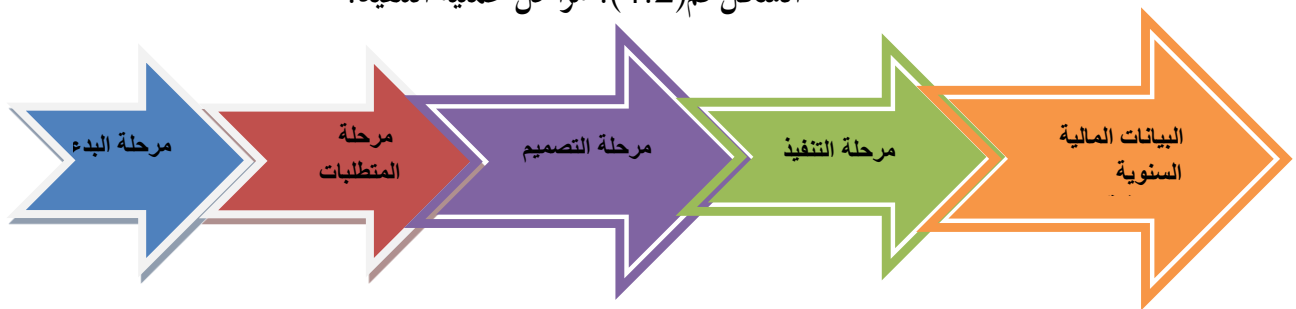 مرحلة البدء
مرحلة
المتطلبات
مرحلة التصميم
مرحلة التنفيذ
البيانات المالية
السنوية